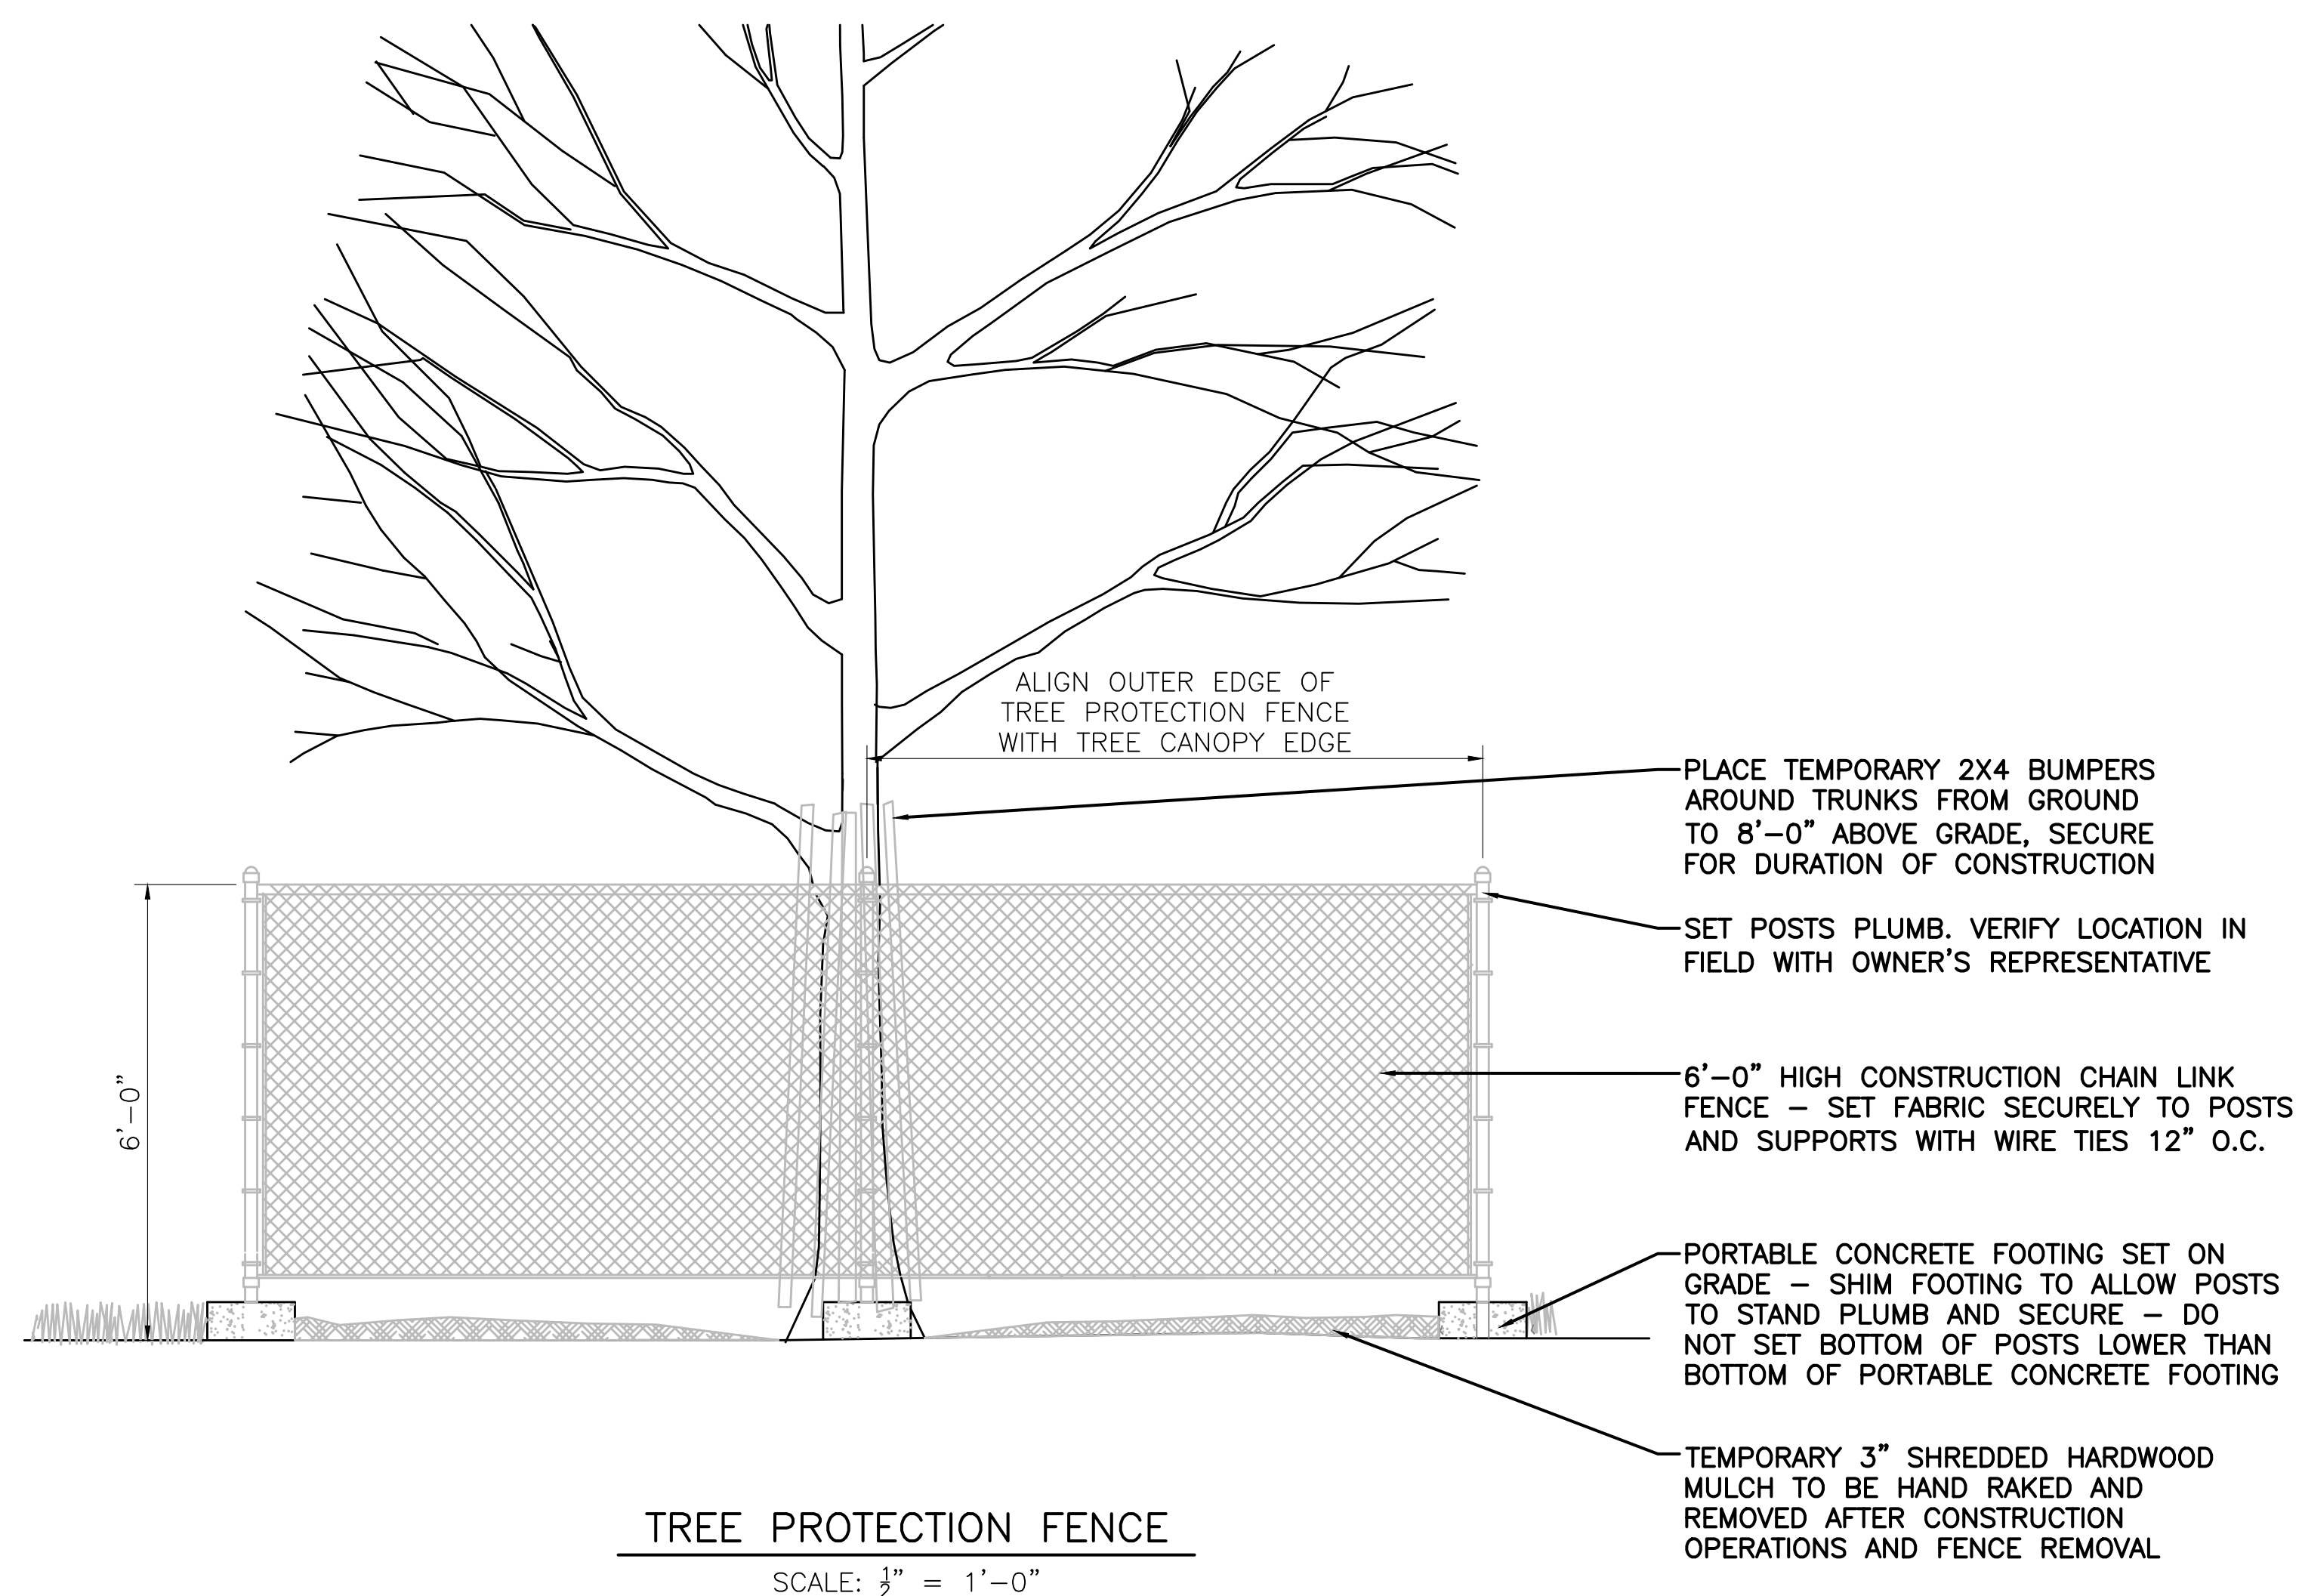 ALIGN OUTER EDGE OF
TREE PROTECTION FENCE
WITH TREE CANOPY EDGE
PLACE TEMPORARY 2X4 BUMPERS
AROUND TRUNKS FROM GROUND
TO 8'-0" ABOVE GRADE, SECURE
FOR DURATION OF CONSTRUCTION
SET POSTS PLUMB. VERIFY LOCATION IN
FIELD WITH OWNER'S REPRESENTATIVE
6'-0"
6'-0" HIGH CONSTRUCTION CHAIN LINK
FENCE – SET FABRIC SECURELY TO POSTS
AND SUPPORTS WITH WIRE TIES 12" O.C.
PORTABLE CONCRETE FOOTING SET ON
GRADE – SHIM FOOTING TO ALLOW POSTS
TO STAND PLUMB AND SECURE – DO
NOT SET BOTTOM OF POSTS LOWER THAN
BOTTOM OF PORTABLE CONCRETE FOOTING
TEMPORARY 3" SHREDDED HARDWOOD
MULCH TO BE HAND RAKED AND
REMOVED AFTER CONSTRUCTION
OPERATIONS AND FENCE REMOVAL
TREE PROTECTION FENCE
SCALE: ½" = 1'-0"